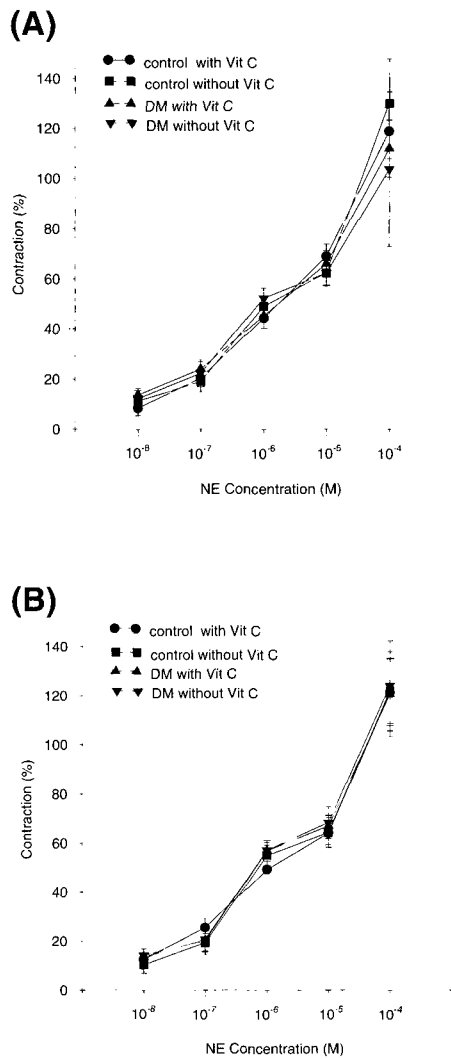 (A)
control with Vit C
control without Vit C
DM with Vit C
DM without Vit C
140
120
100
80
60
40
20
0
Contraction (%)
10⁻⁸ 10⁻⁷ 10⁻⁶ 10⁻⁵ 10⁻⁴
NE Concentration (M)
(B)
control with Vit C
control without Vit C
DM with Vit C
DM without Vit C
140
120
100
80
60
40
20
0
Contraction (%)
10⁻⁸ 10⁻⁷ 10⁻⁶ 10⁻⁵ 10⁻⁴
NE Concentration (M)